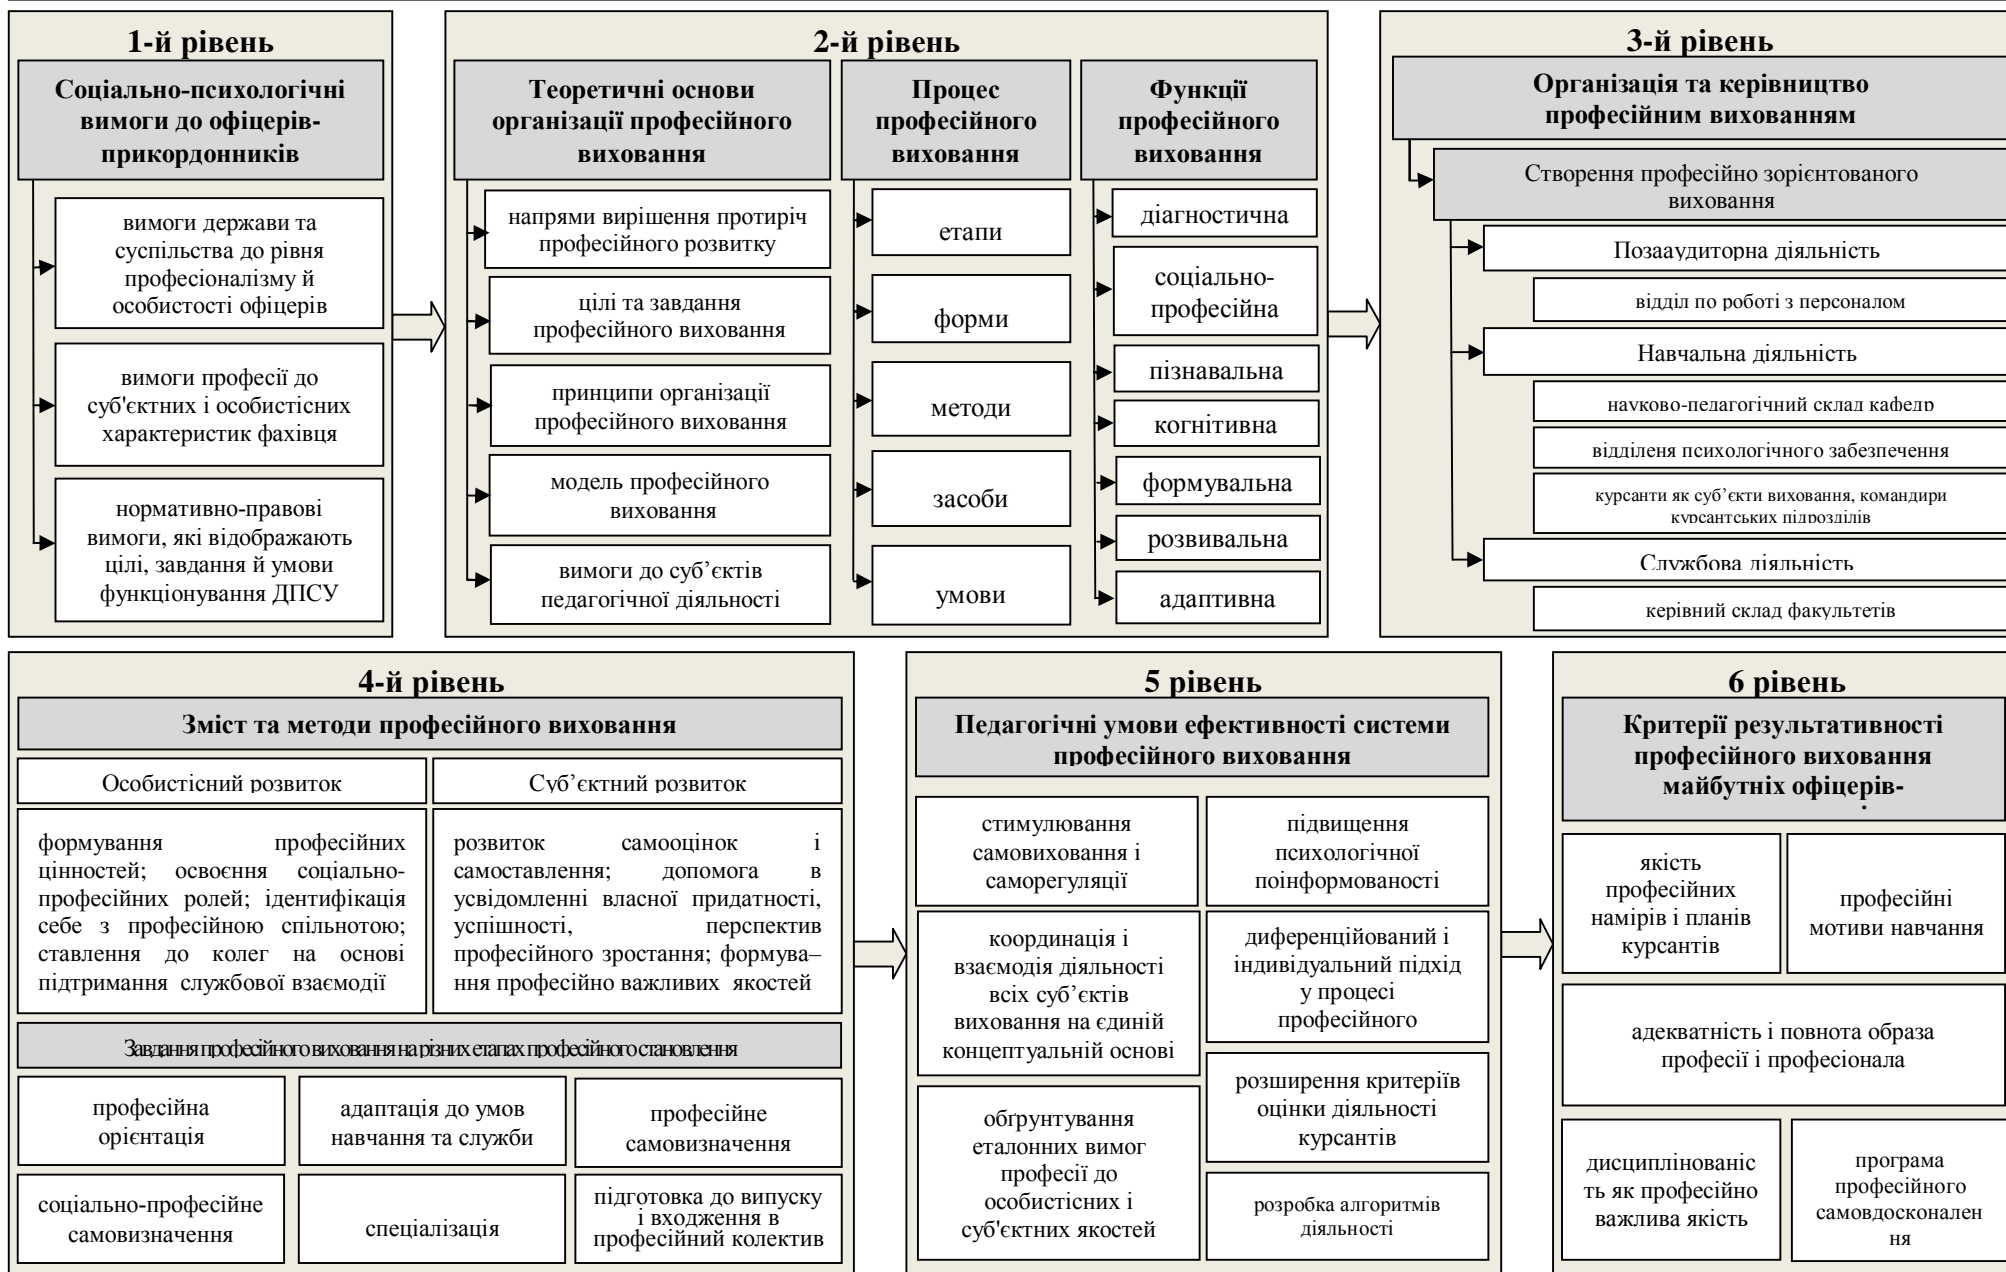 1-й рівень
Соціально-психологічні
вимоги до офіцерів-
прикордонників
вимоги держави та
суспільства до рівня
професіоналізму й
особистості офіцерів
вимоги професії до
суб'єктних і особистісних
характеристик фахівця
нормативно-правові
вимоги, які відображають
цілі, завдання й умови
функціонування ДПСУ
2-й рівень
Теоретичні основи
організації професійного
виховання
напрями вирішення протиріч
професійного розвитку
цілі та завдання
професійного виховання
принципи організації
професійного виховання
модель професійного
виховання
вимоги до суб’єктів
педагогічної діяльності
Процес
професійного
виховання
етапи
форми
методи
засоби
умови
Функції
професійного
виховання
діагностична
соціально-
професійна
пізнавальна
когнітивна
формувальна
розвивальна
адаптивна
3-й рівень
Організація та керівництво
професійним вихованням
Створення професійно зорієнтованого
виховання
Позааудиторна діяльність
відділ по роботі з персоналом
Навчальна діяльність
науково-педагогічний склад кафедр
відділеня психологічного забезпечення
курсанти як суб’єкти виховання, командири
курсантських підрозділів
Службова діяльність
керівний склад факультетів
4-й рівень
Зміст та методи професійного виховання
Особистісний розвиток
формування професійних
цінностей; освоєння соціально-
професійних ролей; ідентифікація
себе з професійною спільнотою;
ставлення до колег на основі
підтримання службової взаємодії
Суб’єктний розвиток
розвиток самооцінок і
самоставлення; допомога в
усвідомленні власної придатності,
успішності, перспектив
професійного зростання; формува–
ння професійно важливих якостей
Завдання професійного виховання на різних етапах професійного становлення
професійна
орієнтація
адаптація до умов
навчання та служби
професійне
самовизначення
соціально-професійне
самовизначення
спеціалізація
підготовка до випуску
і входження в
професійний колектив
5 рівень
Педагогічні умови ефективності системи
професійного виховання
стимулювання
самовиховання і
саморегуляції
підвищення
психологічної
поінформованості
координація і
взаємодія діяльності
всіх суб’єктів
виховання на єдиній
концептуальній основі
диференційований і
індивідуальний підхід
у процесі
професійного
обґрунтування
еталонних вимог
професії до
особистісних і
суб'єктних якостей
розширення критеріїв
оцінки діяльності
курсантів
розробка алгоритмів
діяльності
6 рівень
Критерії результативності
професійного виховання
майбутніх офіцерів-
якість
професійних
намірів і планів
курсантів
професійні
мотиви навчання
адекватність і повнота образа
професії і професіонала
дисциплінованіс
ть як професійно
важлива якість
програма
професійного
самовдосконален
ня